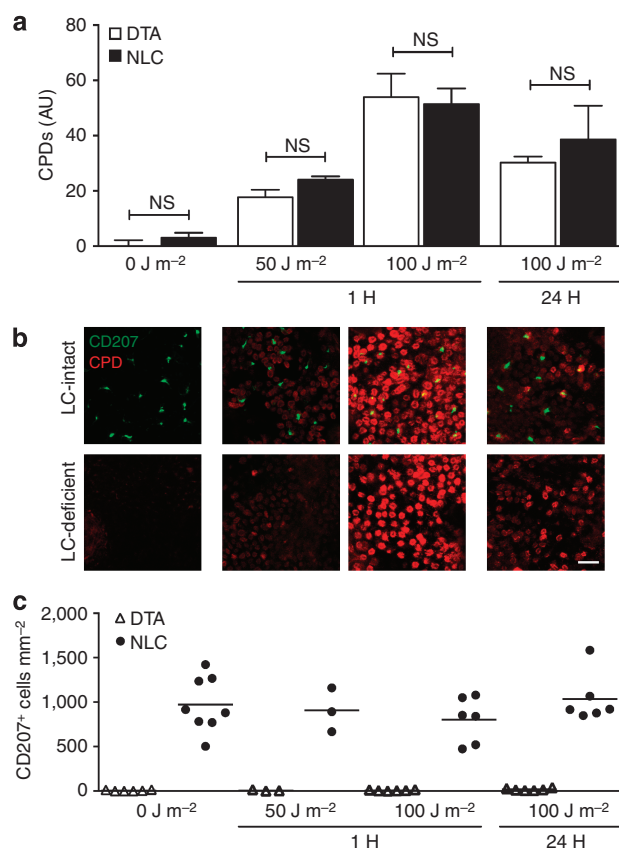 a
DTA
NLC
CPDs (AU)
80
60
40
20
0
NS
NS
NS
NS
0 J m⁻²
50 J m⁻²
100 J m⁻²
100 J m⁻²
1 H
24 H
b
CD207
CPD
LC-intact
LC-deficient
c
DTA
NLC
CD207⁺ cells mm⁻²
2,000
1,500
1,000
500
0
0 J m⁻²
50 J m⁻²
100 J m⁻²
100 J m⁻²
1 H
24 H